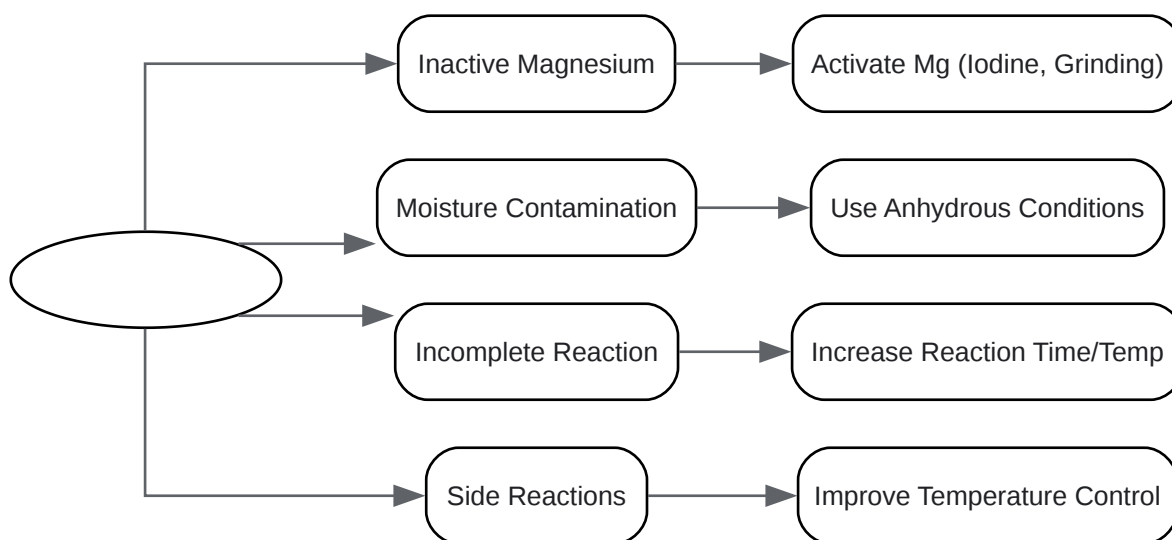 Inactive Magnesium
Activate Mg (Iodine, Grinding)
Moisture Contamination
Use Anhydrous Conditions
Incomplete Reaction
Increase Reaction Time/Temp
Side Reactions
Improve Temperature Control